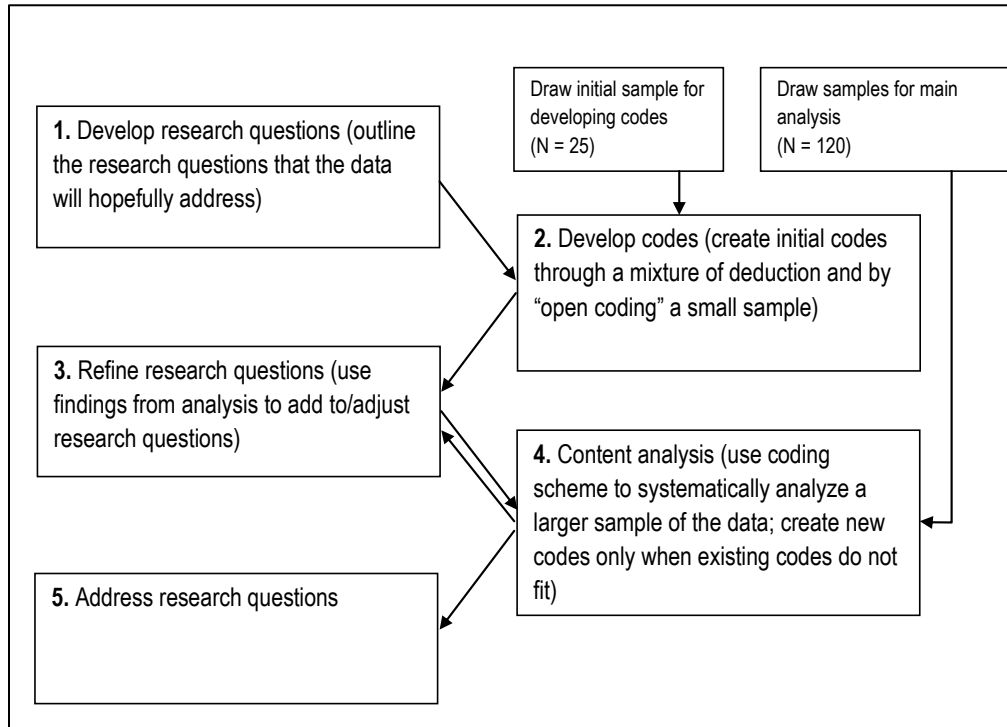 Draw initial sample for
developing codes
(N = 25)
Draw samples for main
analysis
(N = 120)
1. Develop research questions (outline
the research questions that the data
will hopefully address)
2. Develop codes (create initial codes
through a mixture of deduction and by
“open coding” a small sample)
3. Refine research questions (use
findings from analysis to add to/adjust
research questions)
4. Content analysis (use coding
scheme to systematically analyze a
larger sample of the data; create new
codes only when existing codes do not
fit)
5. Address research questions